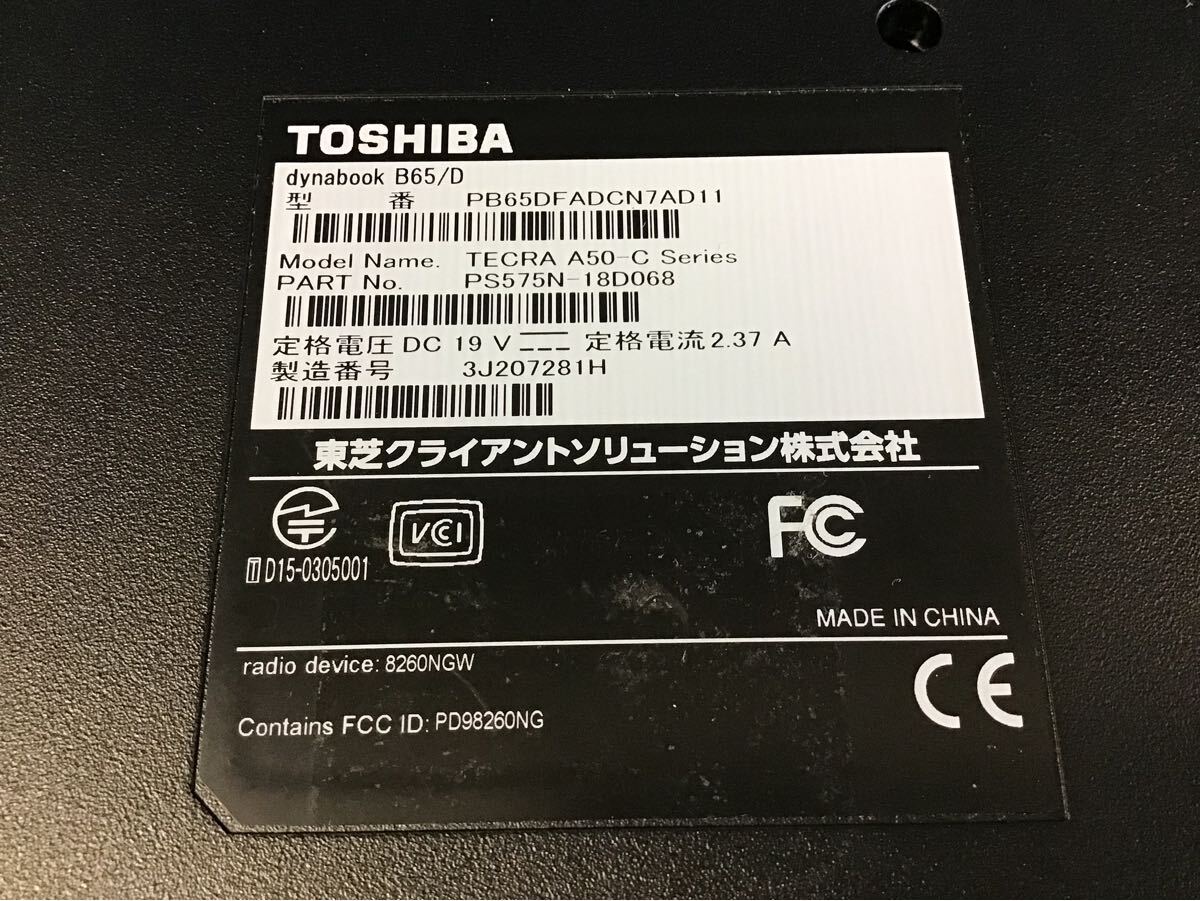 TOSHIBA
dynabook B65/D
型 番 PB65DFADCN7AD11
Model Name. TECRA A50-C Series
PART No. PS575N-18D068
定格電圧 DC 19 V ⎓ 定格電流 2.37 A
製造番号 3J207281H
東芝クライアントソリューション株式会社
VCCI FC
T D15-0305001
MADE IN CHINA
radio device: 8260NGW
CE
Contains FCC ID: PD98260NG